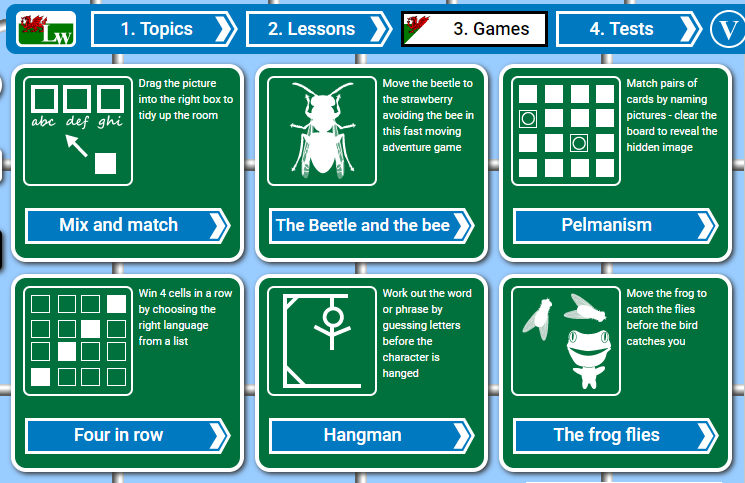 LW
1. Topics
2. Lessons
3. Games
4. Tests
V
abc def ghi
Drag the picture
into the right box to
tidy up the room
Mix and match
Move the beetle to
the strawberry
avoiding the bee in
this fast moving
adventure game
The Beetle and the bee
Match pairs of
cards by naming
pictures - clear the
board to reveal the
hidden image
Pelmanism
Win 4 cells in a row
by choosing the
right language
from a list
Four in row
Work out the word
or phrase by
guessing letters
before the
character is
hanged
Hangman
Move the frog to
catch the flies
before the bird
catches you
The frog flies